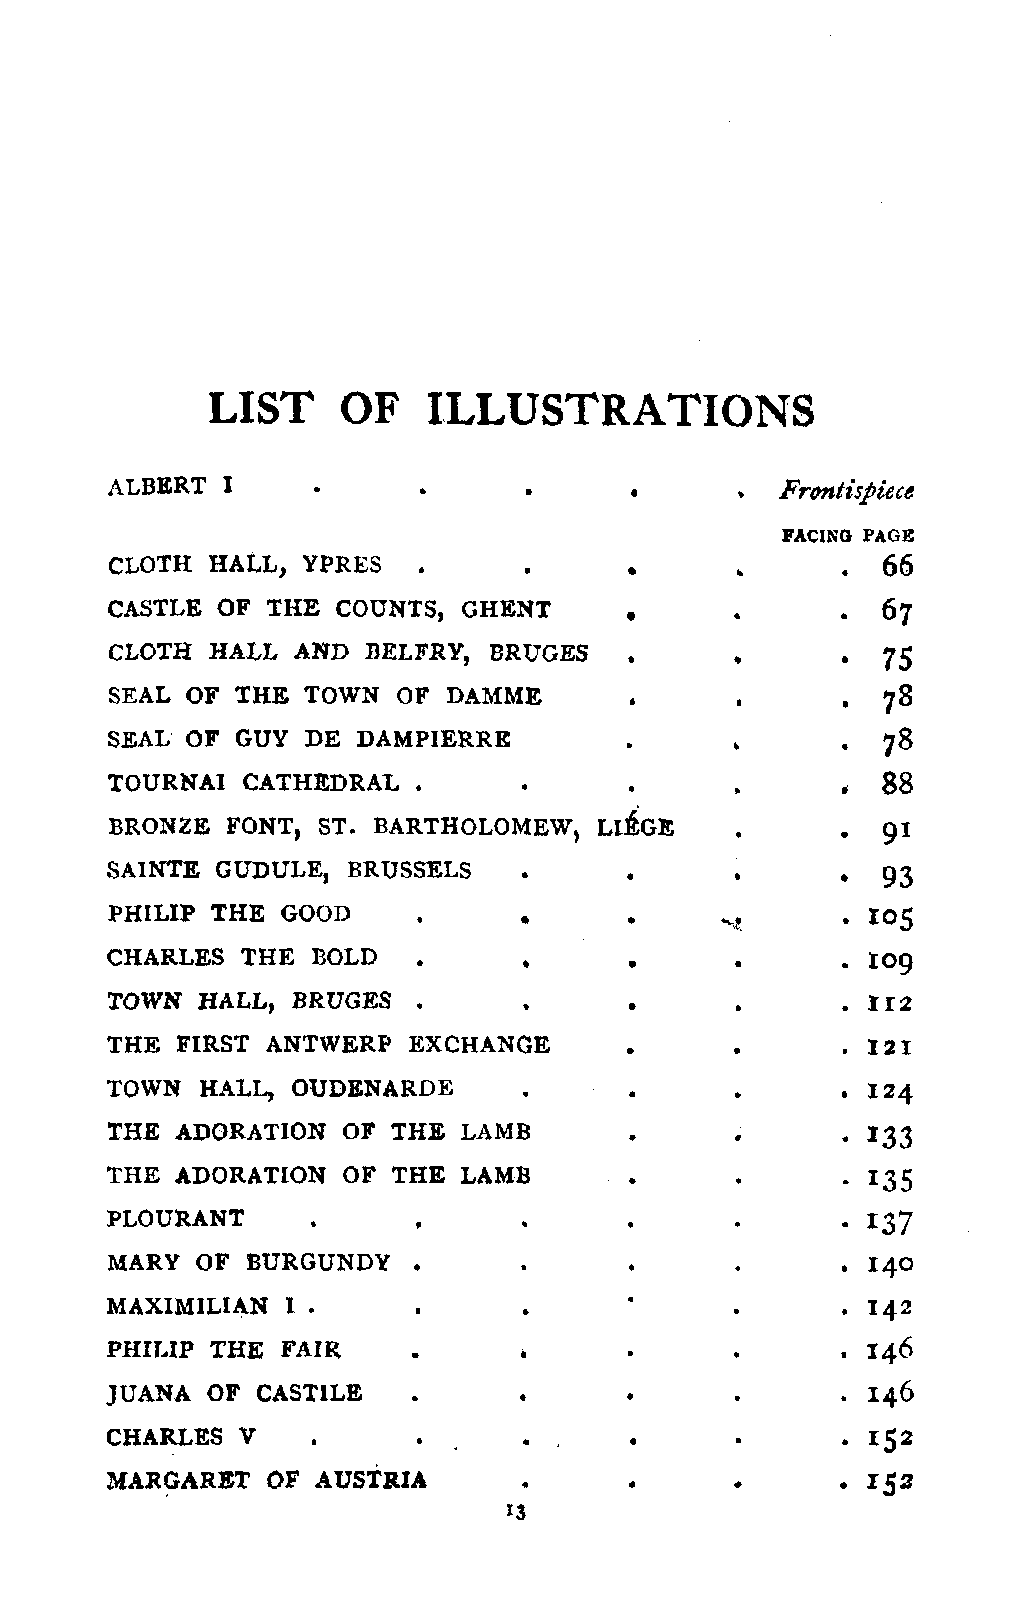 LIST OF ILLUSTRATIONS
ALBERT I . . . . . Frontispiece
FACING PAGE
CLOTH HALL, YPRES . . . . . 66
CASTLE OF THE COUNTS, GHENT . . . 67
CLOTH HALL AND BELFRY, BRUGES . . . 75
SEAL OF THE TOWN OF DAMME . . . 78
SEAL OF GUY DE DAMPIERRE . . . 78
TOURNAI CATHEDRAL . . . . . 88
BRONZE FONT, ST. BARTHOLOMEW, LIÉGE . . 91
SAINTE GUDULE, BRUSSELS . . . . 93
PHILIP THE GOOD . . . . . 105
CHARLES THE BOLD . . . . . 109
TOWN HALL, BRUGES . . . . . 112
THE FIRST ANTWERP EXCHANGE . . . 121
TOWN HALL, OUDENARDE . . . . 124
THE ADORATION OF THE LAMB . . . 133
THE ADORATION OF THE LAMB . . . 135
PLOURANT . . . . . . 137
MARY OF BURGUNDY . . . . . 140
MAXIMILIAN I . . . . . . 142
PHILIP THE FAIR . . . . . 146
JUANA OF CASTILE . . . . . 146
CHARLES V . . . . . . 152
MARGARET OF AUSTRIA . . . . 152
13